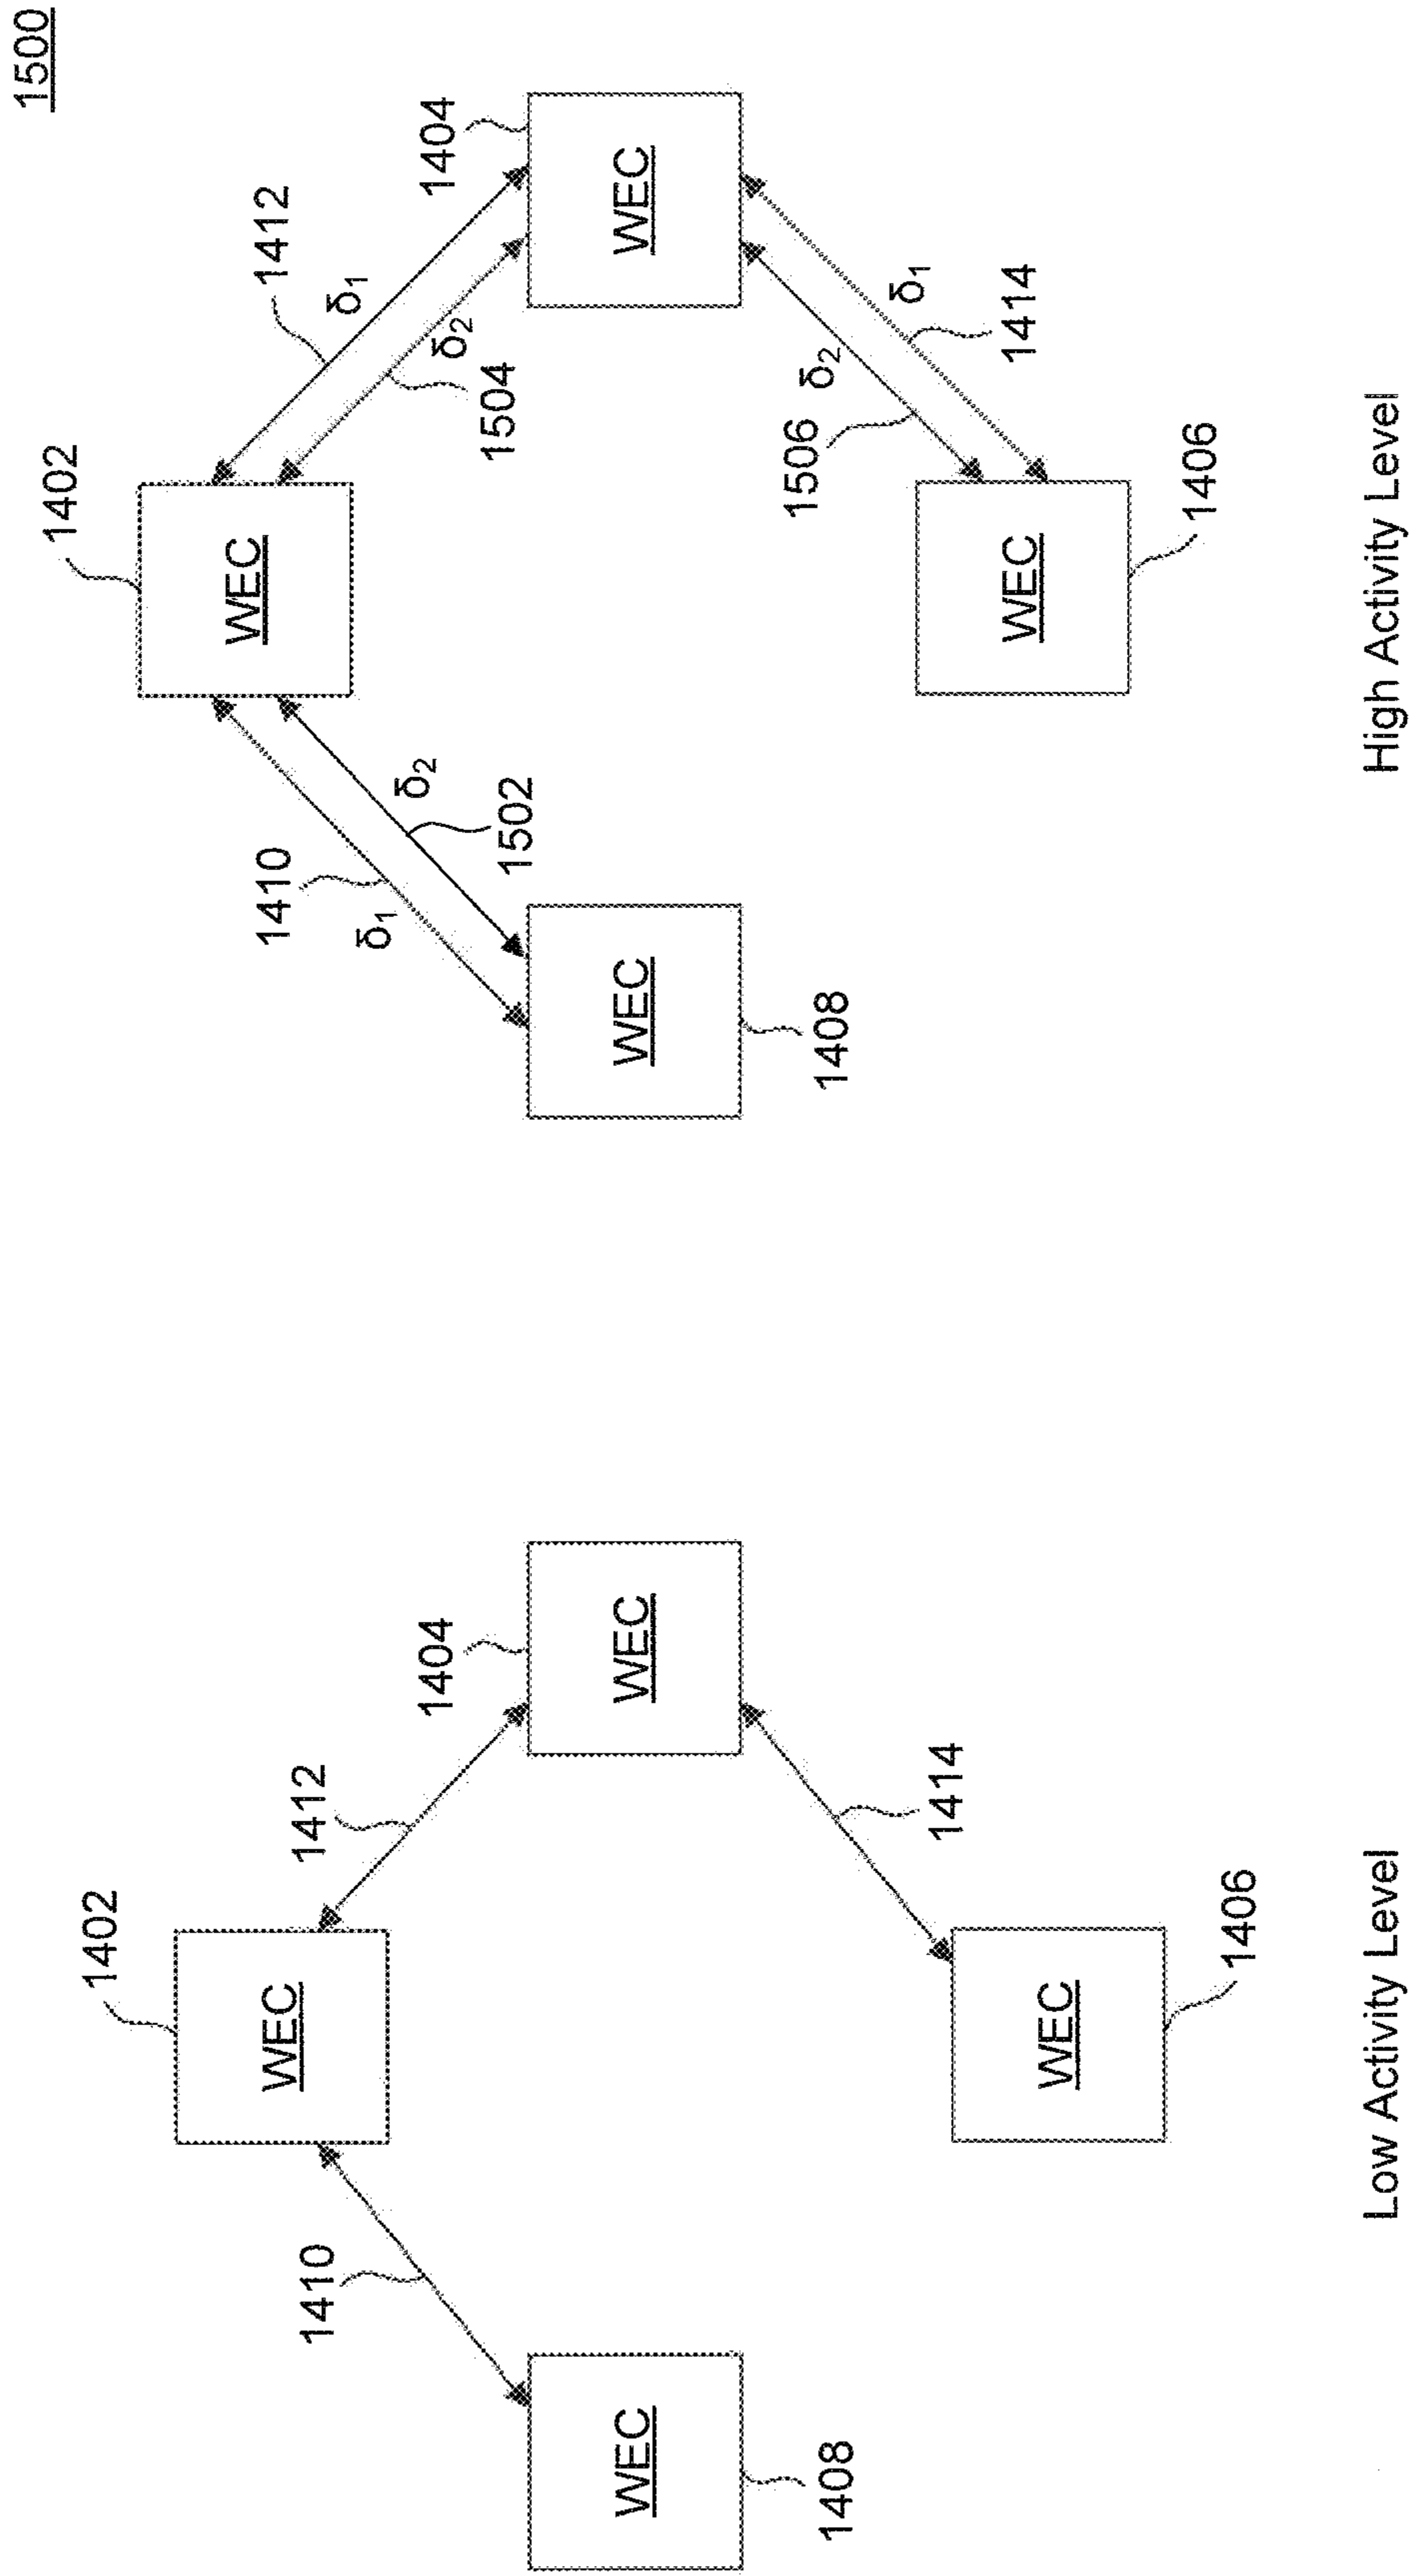 1500
1402
WEC
1410
1412
1404
WEC
WEC
1408
1414
WEC
1406
Low Activity Level
1402
WEC
1410
1412
δ₁
δ₁
δ₂
δ₂
1404
1502
1504
WEC
WEC
1408
1506
δ₂
δ₁
1414
WEC
1406
High Activity Level